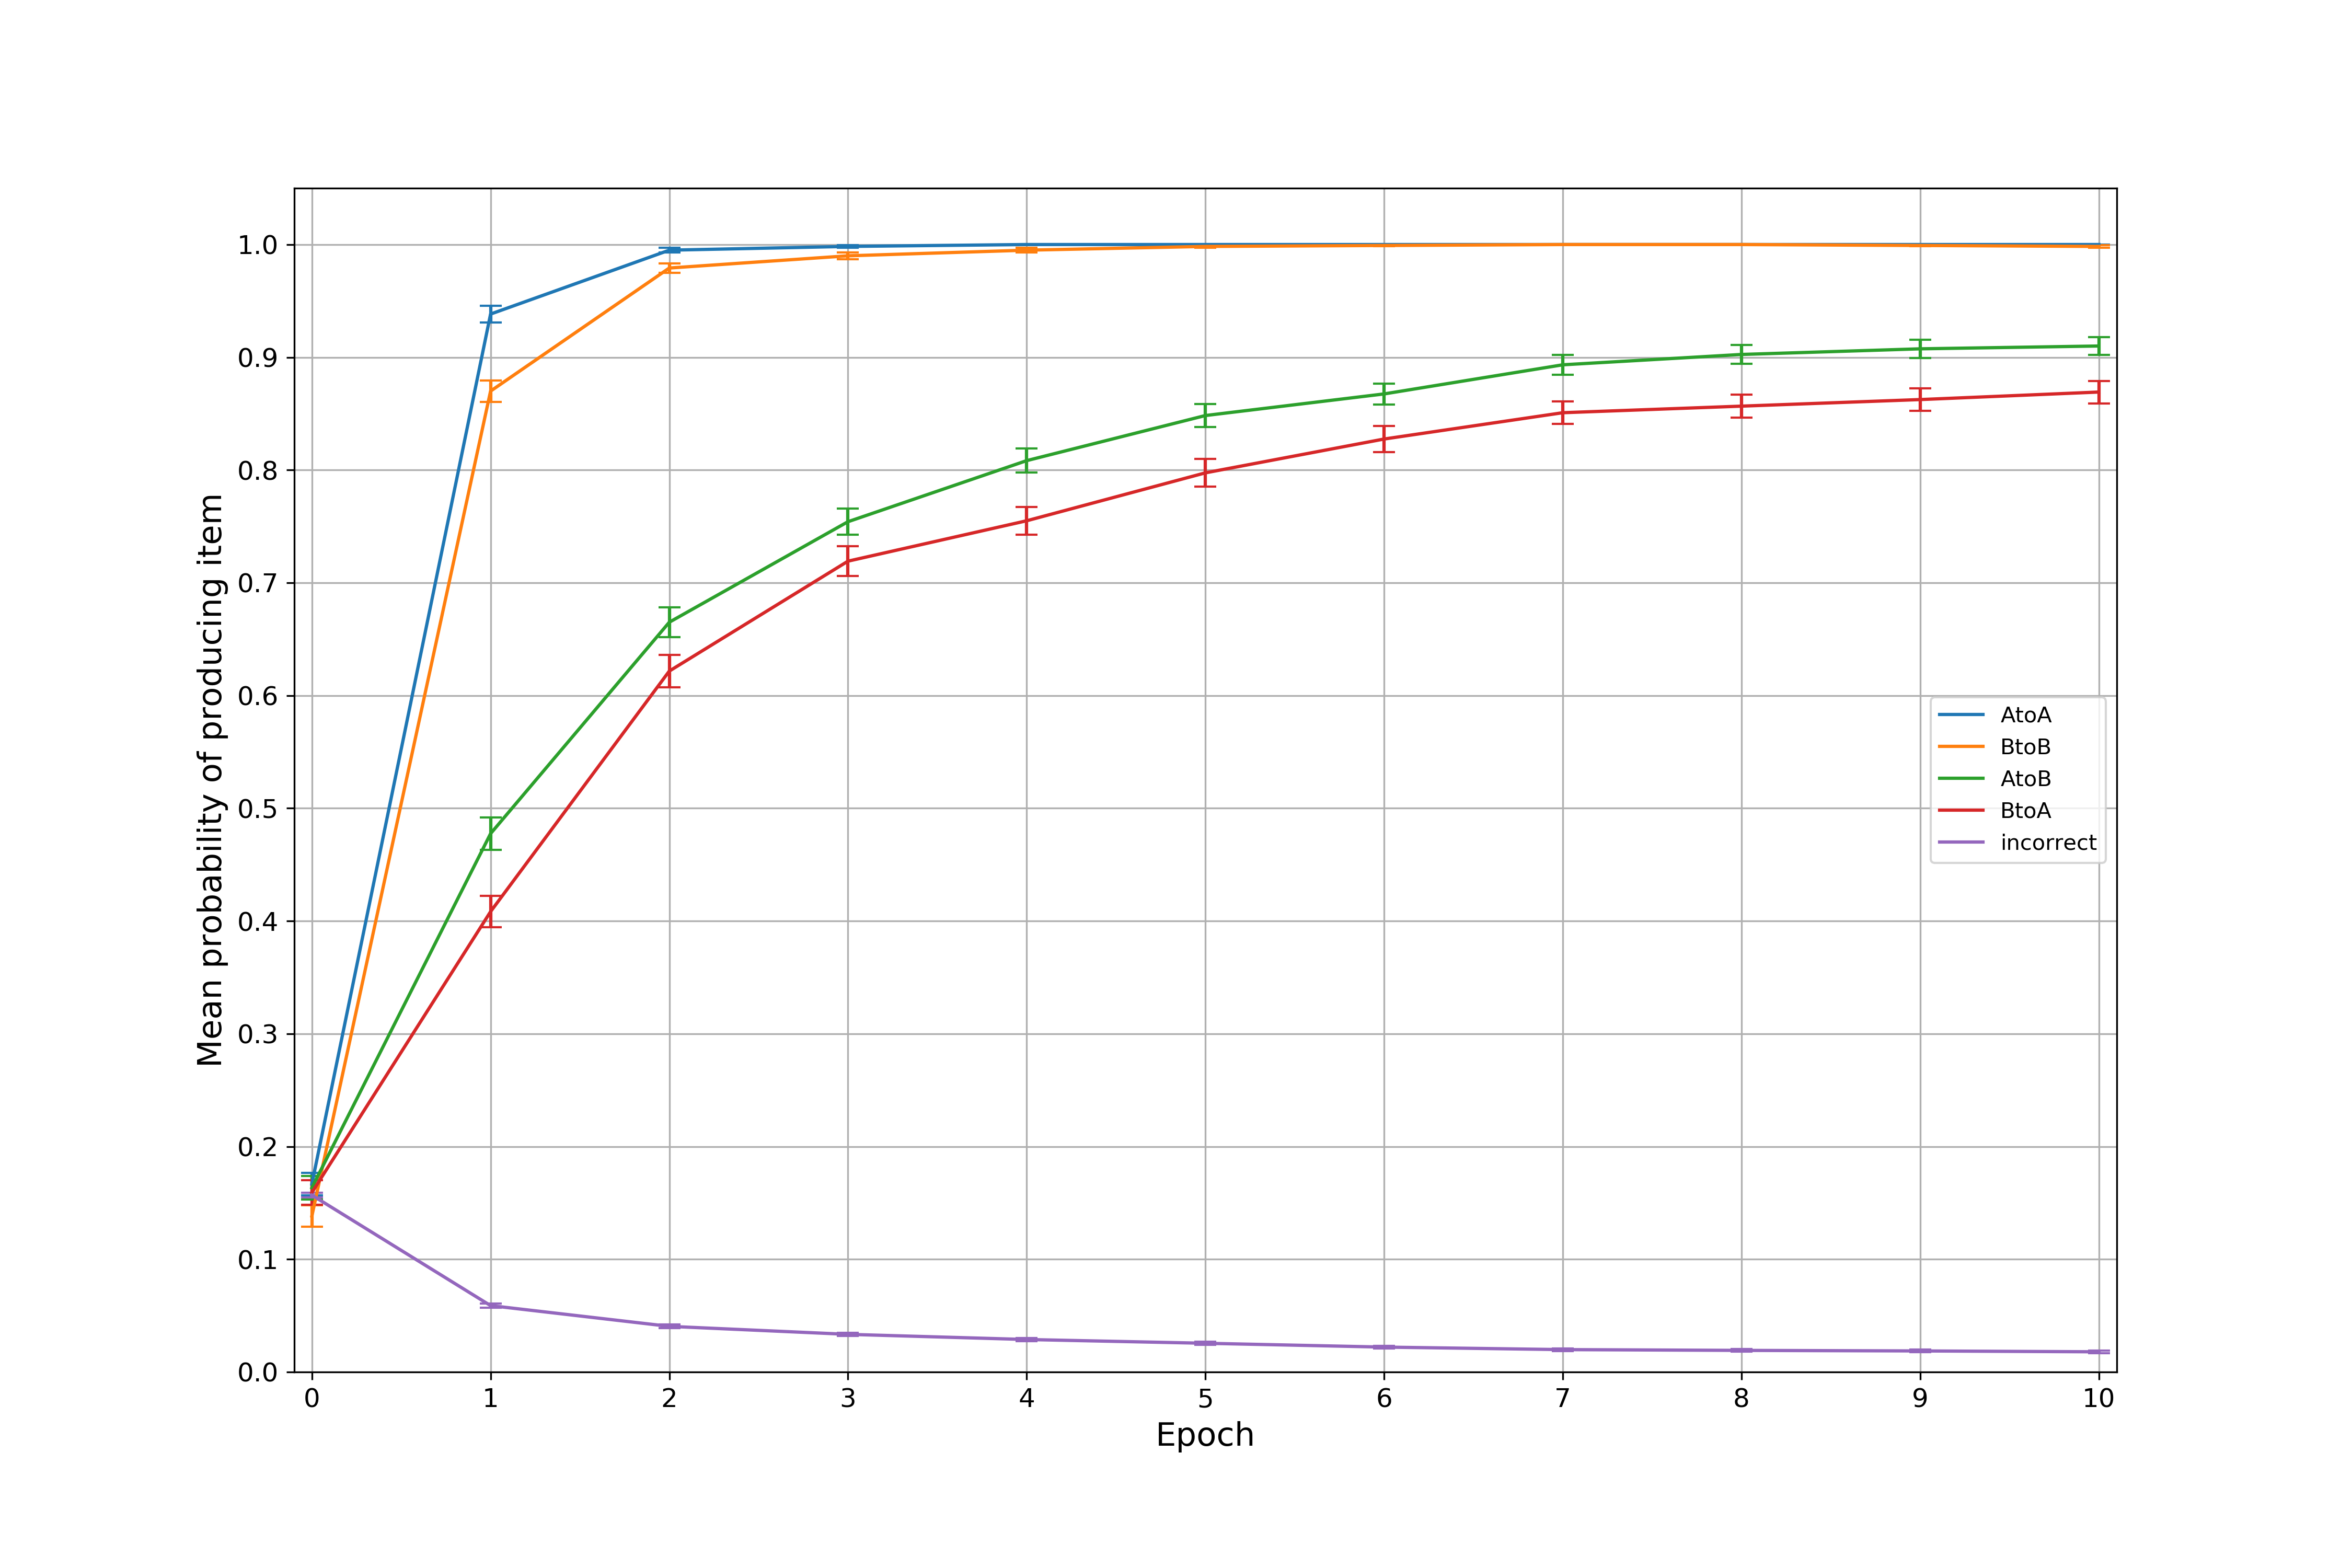 Mean probability of producing item
1.0
0.9
0.8
0.7
0.6
0.5
0.4
0.3
0.2
0.1
0.0
AtoA
BtoB
AtoB
BtoA
incorrect
0 1 2 3 4 5 6 7 8 9 10
Epoch